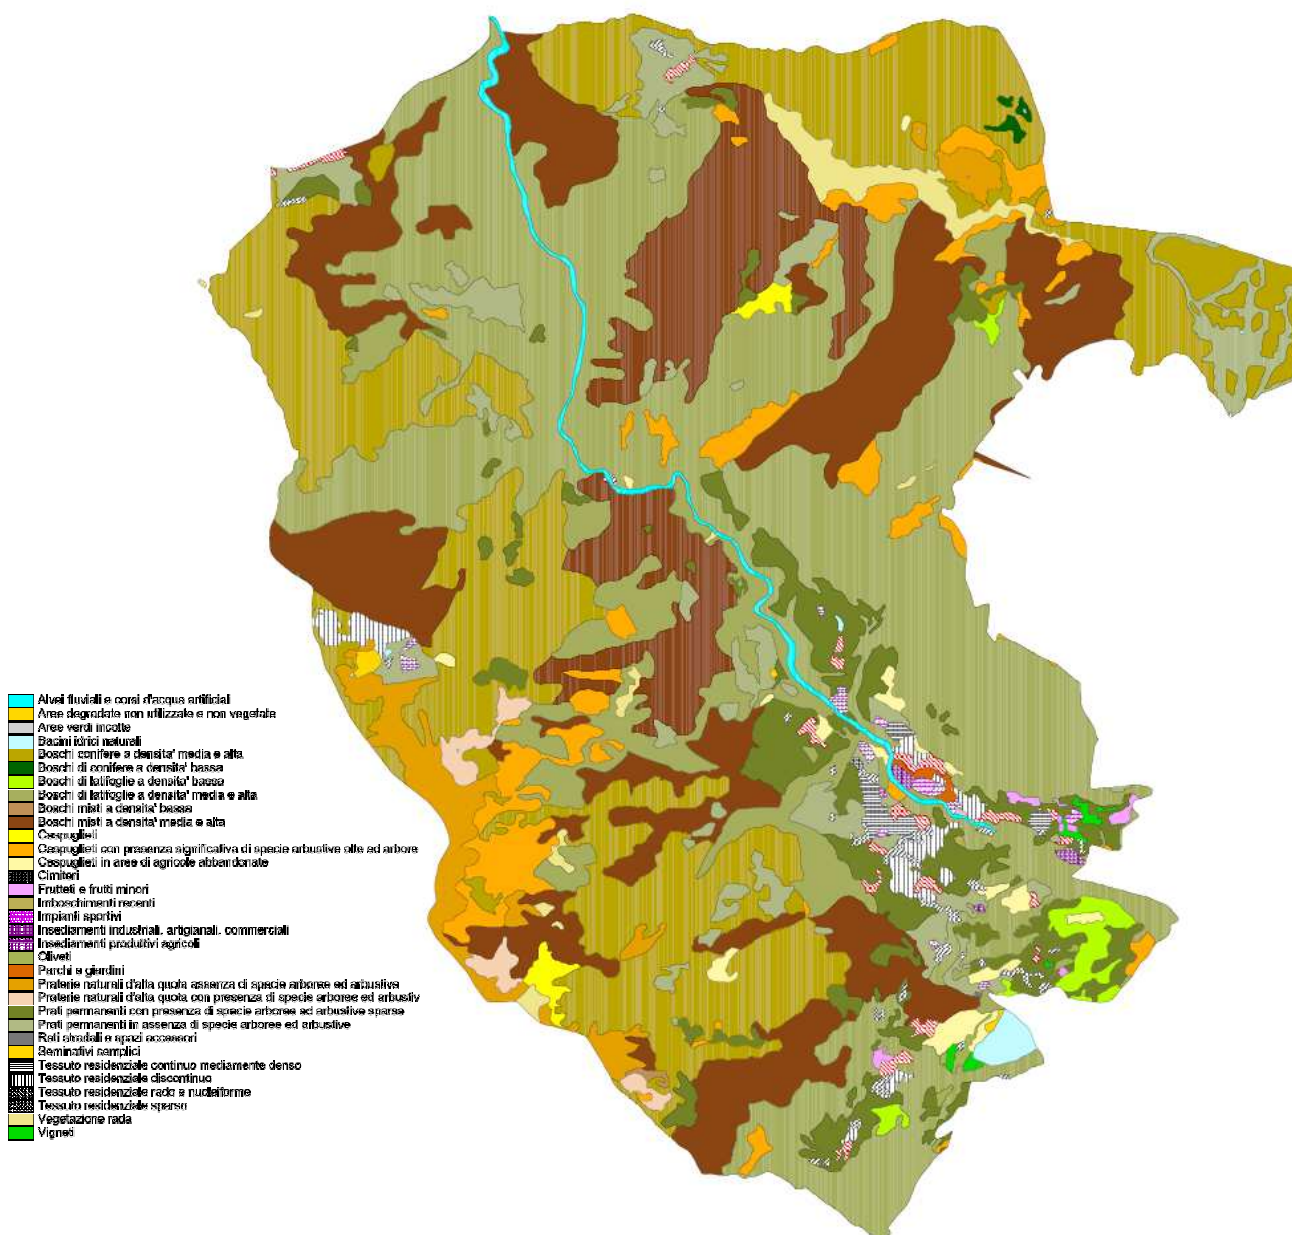 Alvei fluviali e corsi d'acqua artificiali
Aree degradate non utilizzate e non vegetate
Aree verdi incolte
Bacini idrici naturali
Boschi conifere a densita' media e alta
Boschi di conifere a densita' bassa
Boschi di latifoglie a densita' bassa
Boschi di latifoglie a densita' media e alta
Boschi misti a densita' bassa
Boschi misti a densita' media e alta
Cespuglieti
Cespuglieti con presenza significativa di specie arbustive alte ed arbore
Cespuglieti in aree di agricole abbandonate
Cimiteri
Frutteti e frutti minori
Imboschimenti recenti
Impianti sportivi
Insediamenti industriali, artigianali, commerciali
Insediamenti produttivi agricoli
Oliveti
Parchi e giardini
Praterie naturali d'alta quota assenza di specie arboree ed arbustive
Praterie naturali d'alta quota con presenza di specie arboree ed arbustiv
Prati permanenti con presenza di specie arboree ed arbustive sparse
Prati permanenti in assenza di specie arboree ed arbustive
Reti stradali e spazi accessori
Seminativi semplici
Tessuto residenziale continuo mediamente denso
Tessuto residenziale discontinuo
Tessuto residenziale rado e nucleiforme
Tessuto residenziale sparso
Vegetazione rada
Vigneti